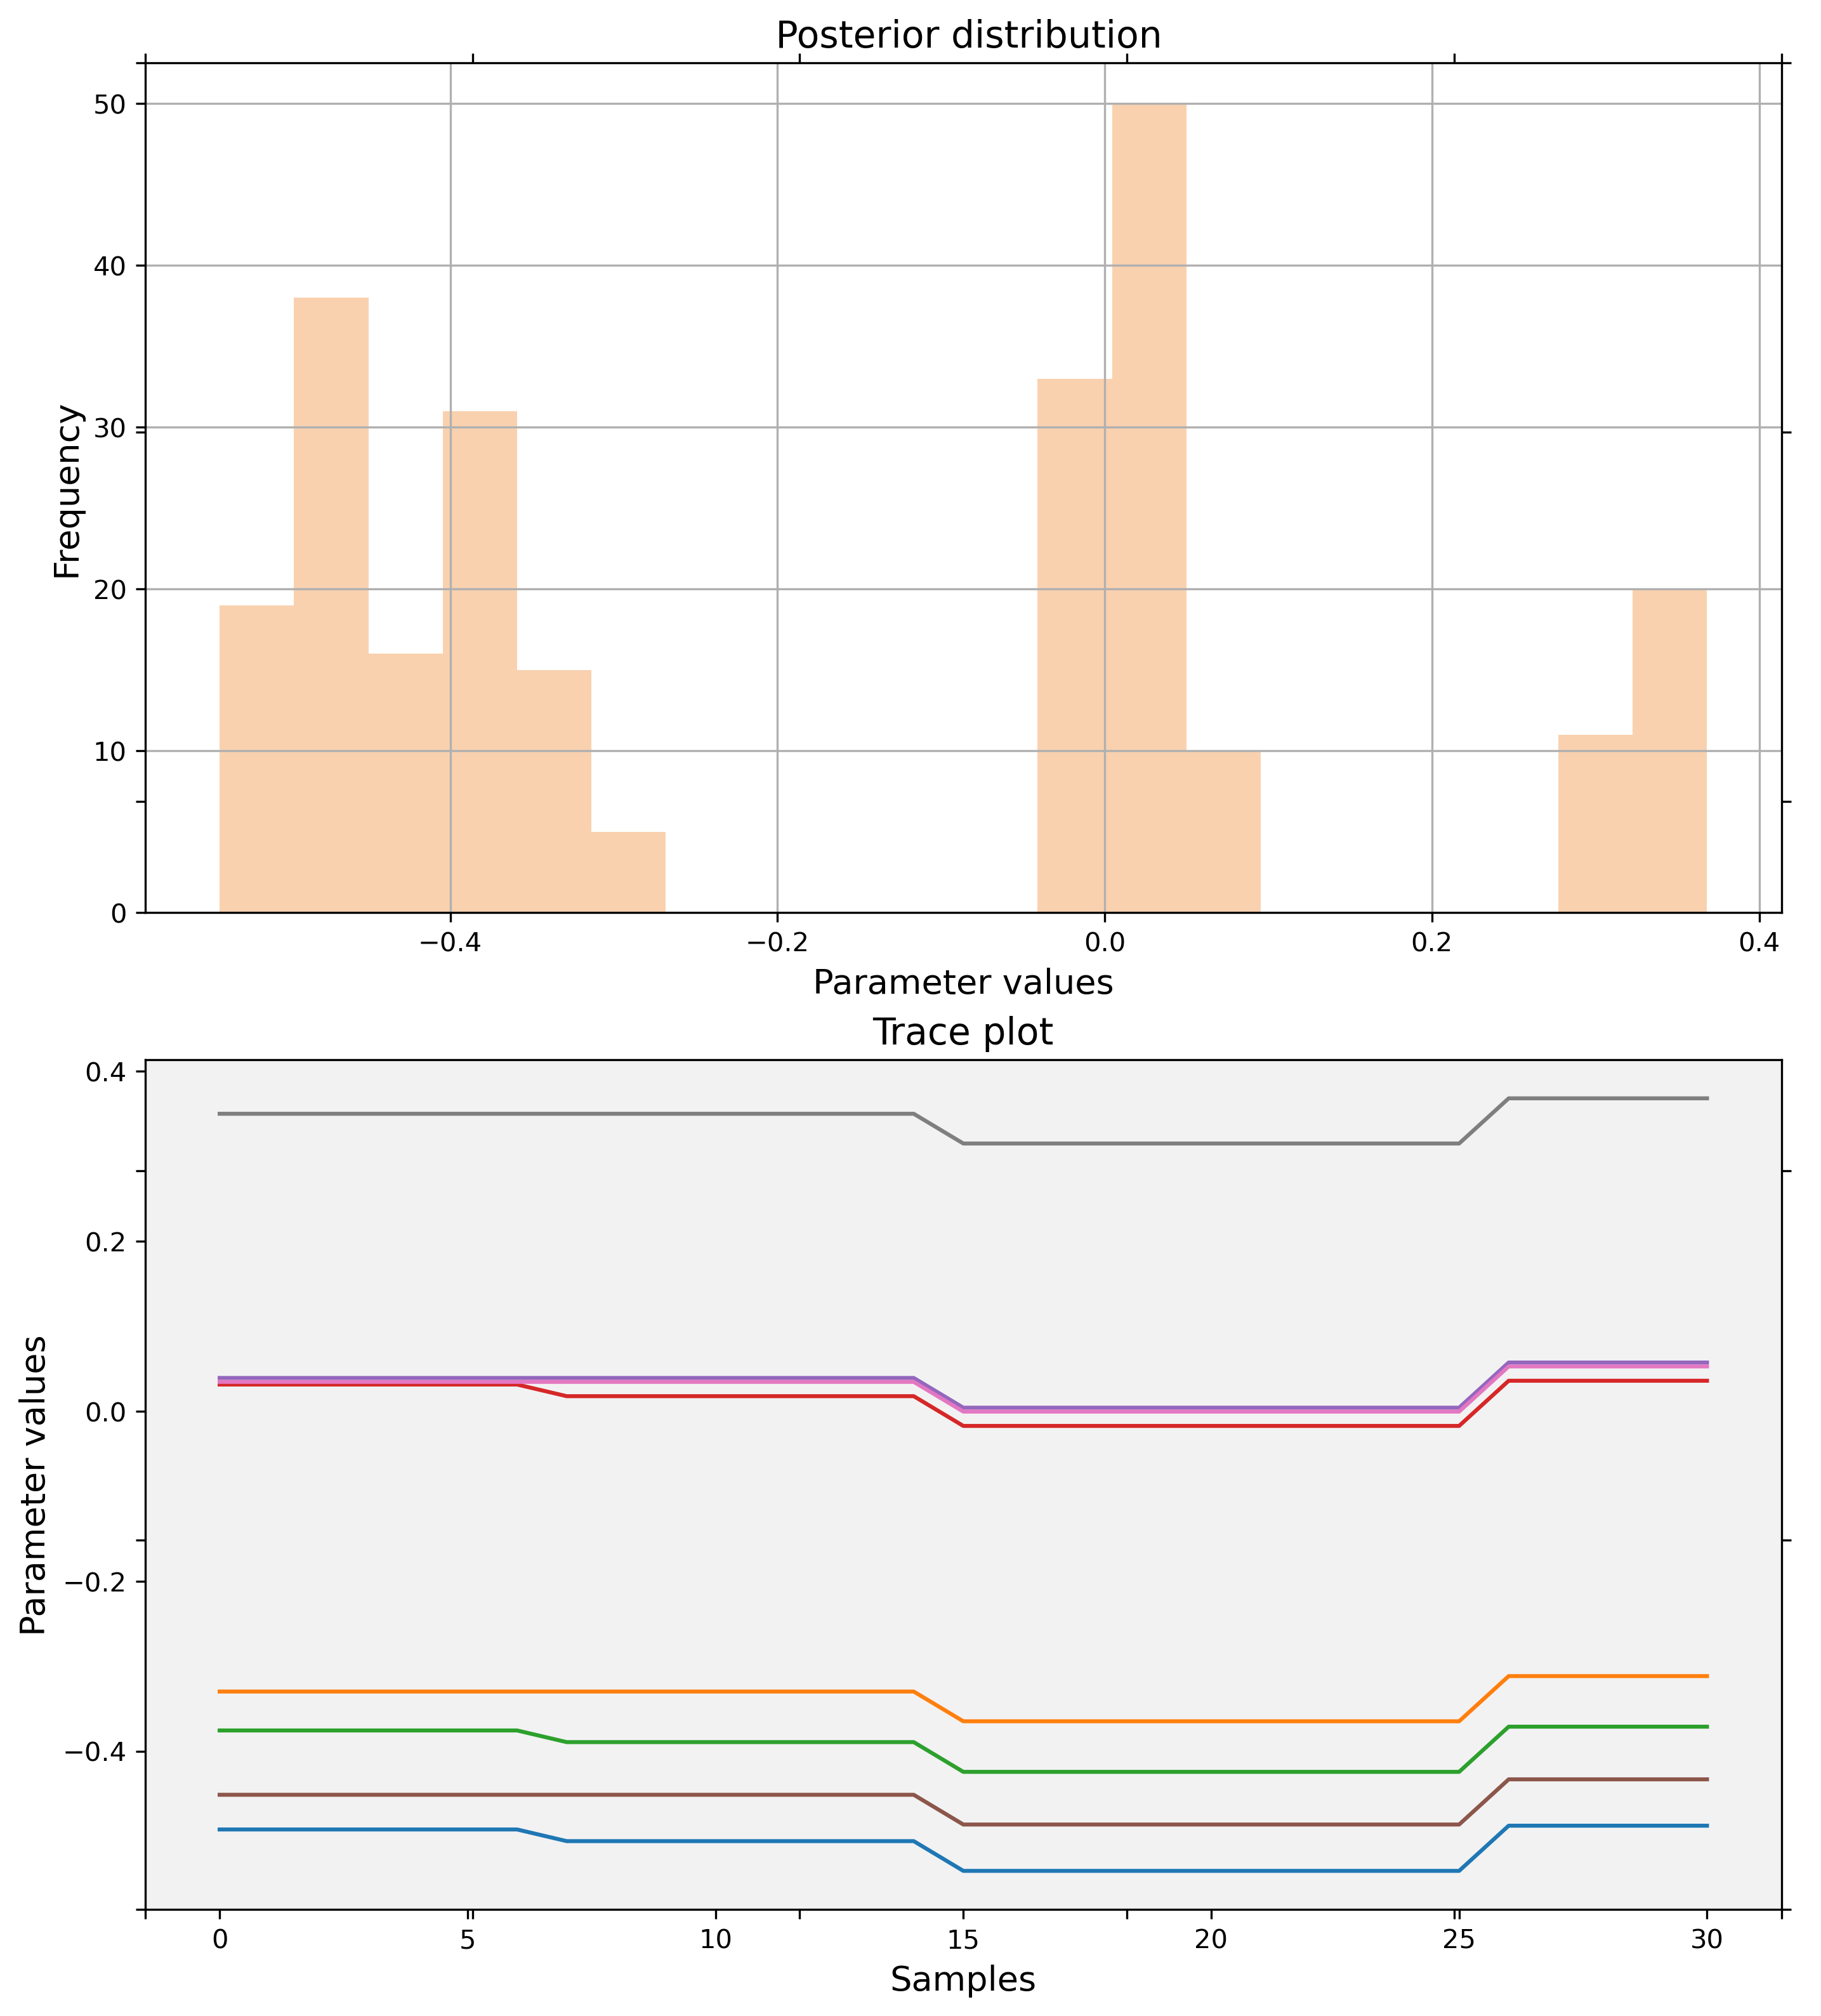 Posterior distribution
50
40
30
20
10
0
Frequency
−0.4 −0.2 0.0 0.2 0.4
Parameter values
Trace plot
0.4
0.2
0.0
−0.2
−0.4
Parameter values
0 5 10 15 20 25 30
Samples